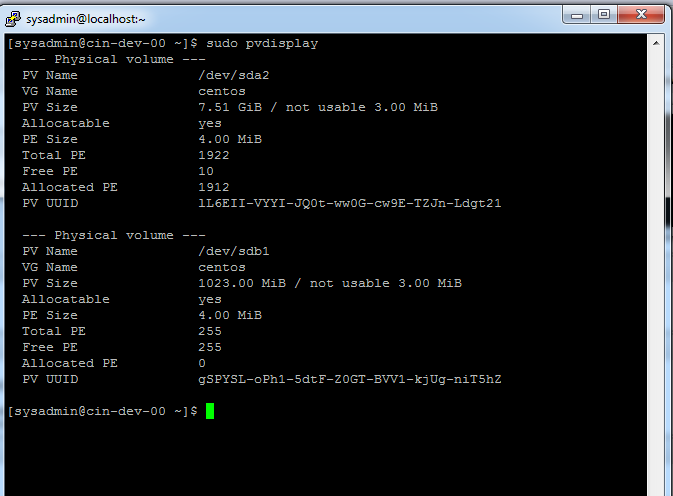 sysadmin@localhost:~
[sysadmin@cin-dev-00 ~]$ sudo pvdisplay
--- Physical volume ---
PV Name /dev/sda2
VG Name centos
PV Size 7.51 GiB / not usable 3.00 MiB
Allocatable yes
PE Size 4.00 MiB
Total PE 1922
Free PE 10
Allocated PE 1912
PV UUID lL6EII-VYYI-JQ0t-ww0G-cw9E-TZJn-Ldgt21
--- Physical volume ---
PV Name /dev/sdb1
VG Name centos
PV Size 1023.00 MiB / not usable 3.00 MiB
Allocatable yes
PE Size 4.00 MiB
Total PE 255
Free PE 255
Allocated PE 0
PV UUID gSPYSL-oPh1-5dtF-Z0GT-BVV1-kjUg-niT5hZ
[sysadmin@cin-dev-00 ~]$